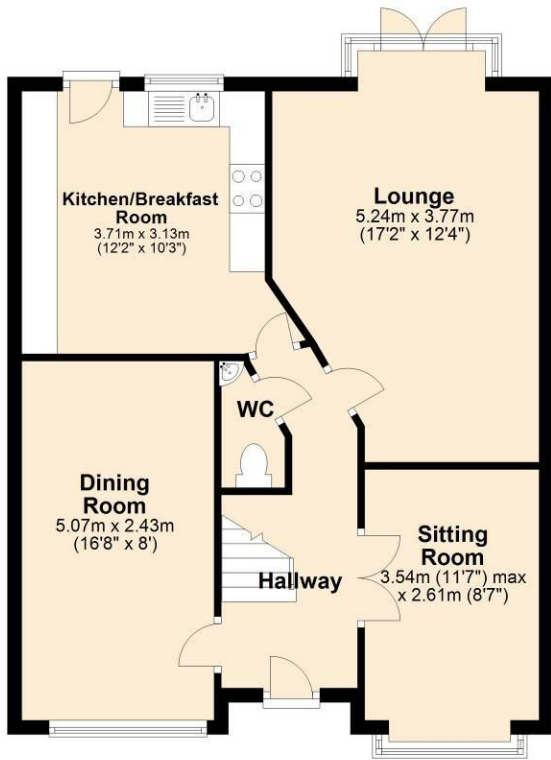 Kitchen/Breakfast
Room
3.71m x 3.13m
(12'2" x 10'3")
Lounge
5.24m x 3.77m
(17'2" x 12'4")
WC
Dining
Room
5.07m x 2.43m
(16'8" x 8')
Hallway
Sitting
Room
3.54m (11'7") max
x 2.61m (8'7")